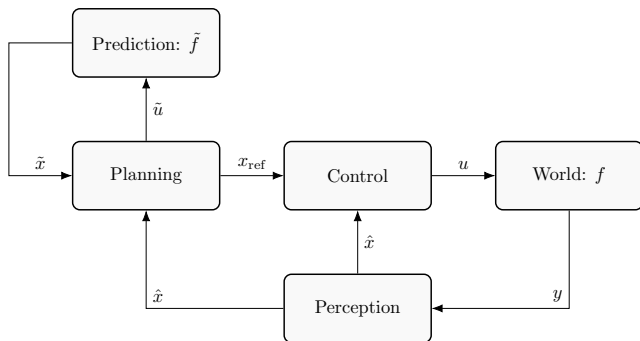 Prediction: f̃
ũ
x̃
Planning
x_ref
Control
u
World: f
x̂
x̂
Perception
y